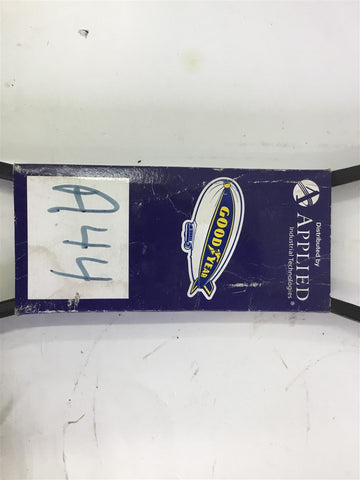 Distributed by
APPLIED
Industrial Technologies®
GOODYEAR
A44